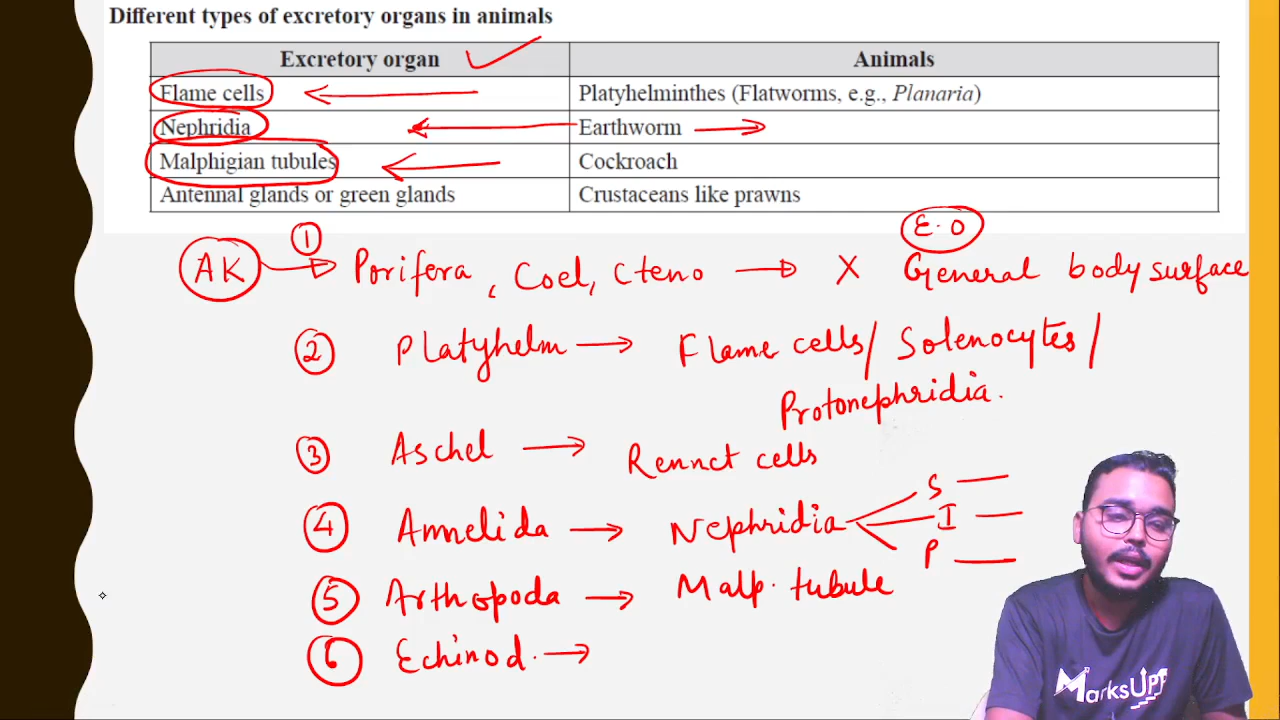 Different types of excretory organs in animals
Excretory organ Animals
Flame cells Platyhelminthes (Flatworms, e.g., Planaria)
Nephridia Earthworm
Malphigian tubules Cockroach
Antennal glands or green glands Crustaceans like prawns
E.O
AK 1 Porifera, Coel, Cteno → X General body surface
2 Platyhelm → Flame cells/ Solenocytes/
Protonephridia.
3 Aschel → Rennct cells
S
4 Annelida → Nephridia I
P
5 Arthopoda → Malp. tubule
6 Echinod. →
MarksUP